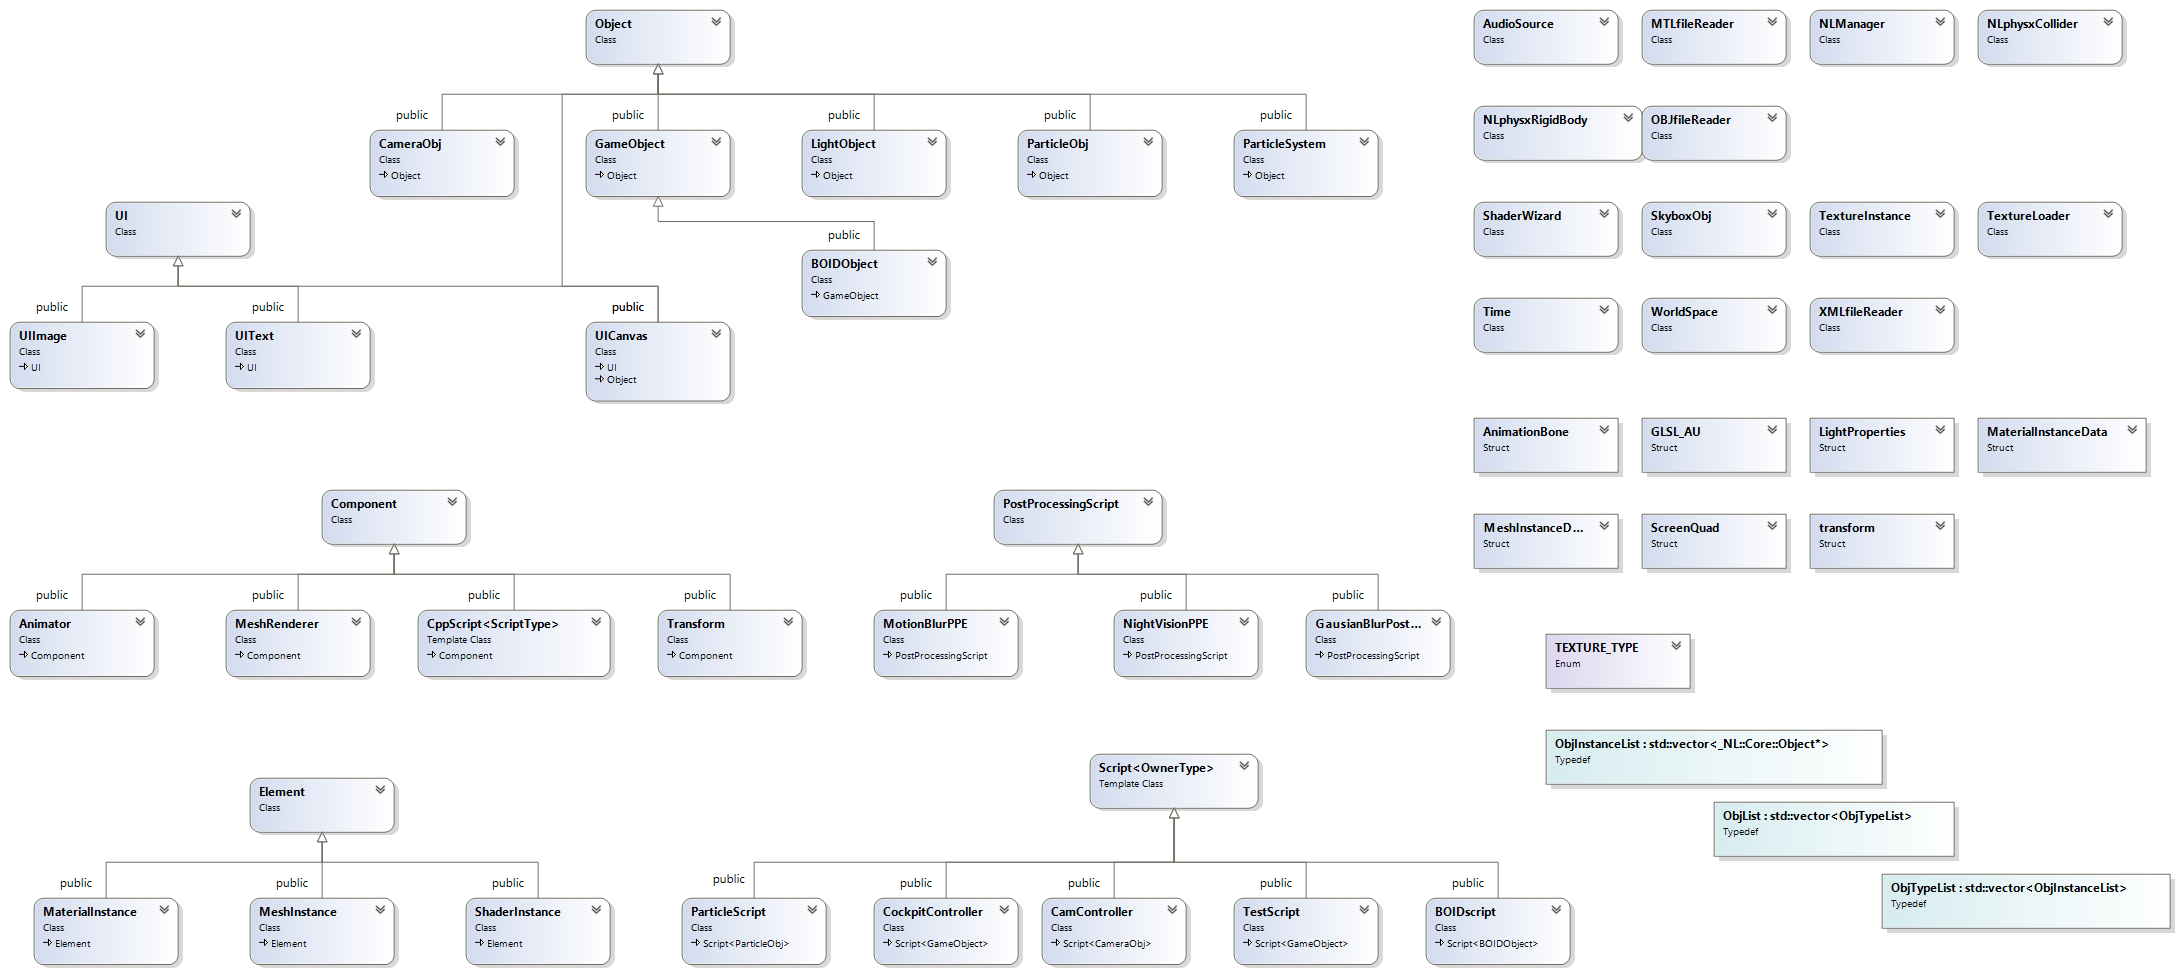 Object
Class
public
public
public
public
public
CameraObj
Class
Object
GameObject
Class
Object
LightObject
Class
Object
ParticleObj
Class
Object
ParticleSystem
Class
Object
UI
Class
public
BOIDObject
Class
GameObject
public
public
public
UIImage
Class
UI
UIText
Class
UI
UICanvas
Class
UI
Object
Component
Class
public
public
public
public
Animator
Class
Component
MeshRenderer
Class
Component
CppScript<ScriptType>
Template Class
Component
Transform
Class
Component
PostProcessingScript
Class
public
public
public
MotionBlurPPE
Class
PostProcessingScript
NightVisionPPE
Class
PostProcessingScript
GausianBlurPost...
Class
PostProcessingScript
Element
Class
public
public
public
MaterialInstance
Class
Element
MeshInstance
Class
Element
ShaderInstance
Class
Element
Script<OwnerType>
Template Class
public
public
public
public
public
ParticleScript
Class
Script<ParticleObj>
CockpitController
Class
Script<GameObject>
CamController
Class
Script<CameraObj>
TestScript
Class
Script<GameObject>
BOIDscript
Class
Script<BOIDObject>
AudioSource
Class
MTLfileReader
Class
NLManager
Class
NLphysxCollider
Class
NLphysxRigidBody
Class
OBJfileReader
Class
ShaderWizard
Class
SkyboxObj
Class
TextureInstance
Class
TextureLoader
Class
Time
Class
WorldSpace
Class
XMLfileReader
Class
AnimationBone
Struct
GLSL_AU
Struct
LightProperties
Struct
MaterialInstanceData
Struct
MeshInstanceD...
Struct
ScreenQuad
Struct
transform
Struct
TEXTURE_TYPE
Enum
ObjInstanceList : std::vector<_NL::Core::Object*>
Typedef
ObjList : std::vector<ObjTypeList>
Typedef
ObjTypeList : std::vector<ObjInstanceList>
Typedef